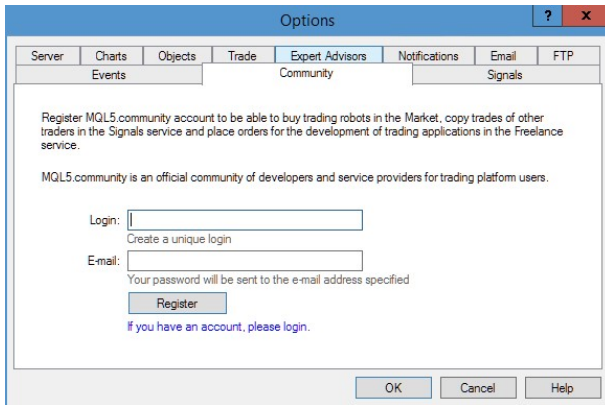 Options
?
x
Server
Charts
Objects
Trade
Expert Advisors
Notifications
Email
FTP
Events
Community
Signals
Register MQL5.community account to be able to buy trading robots in the Market, copy trades of other
traders in the Signals service and place orders for the development of trading applications in the Freelance
service.
MQL5.community is an official community of developers and service providers for trading platform users.
Login:
Create a unique login
E-mail:
Your password will be sent to the e-mail address specified
Register
If you have an account, please login.
OK
Cancel
Help